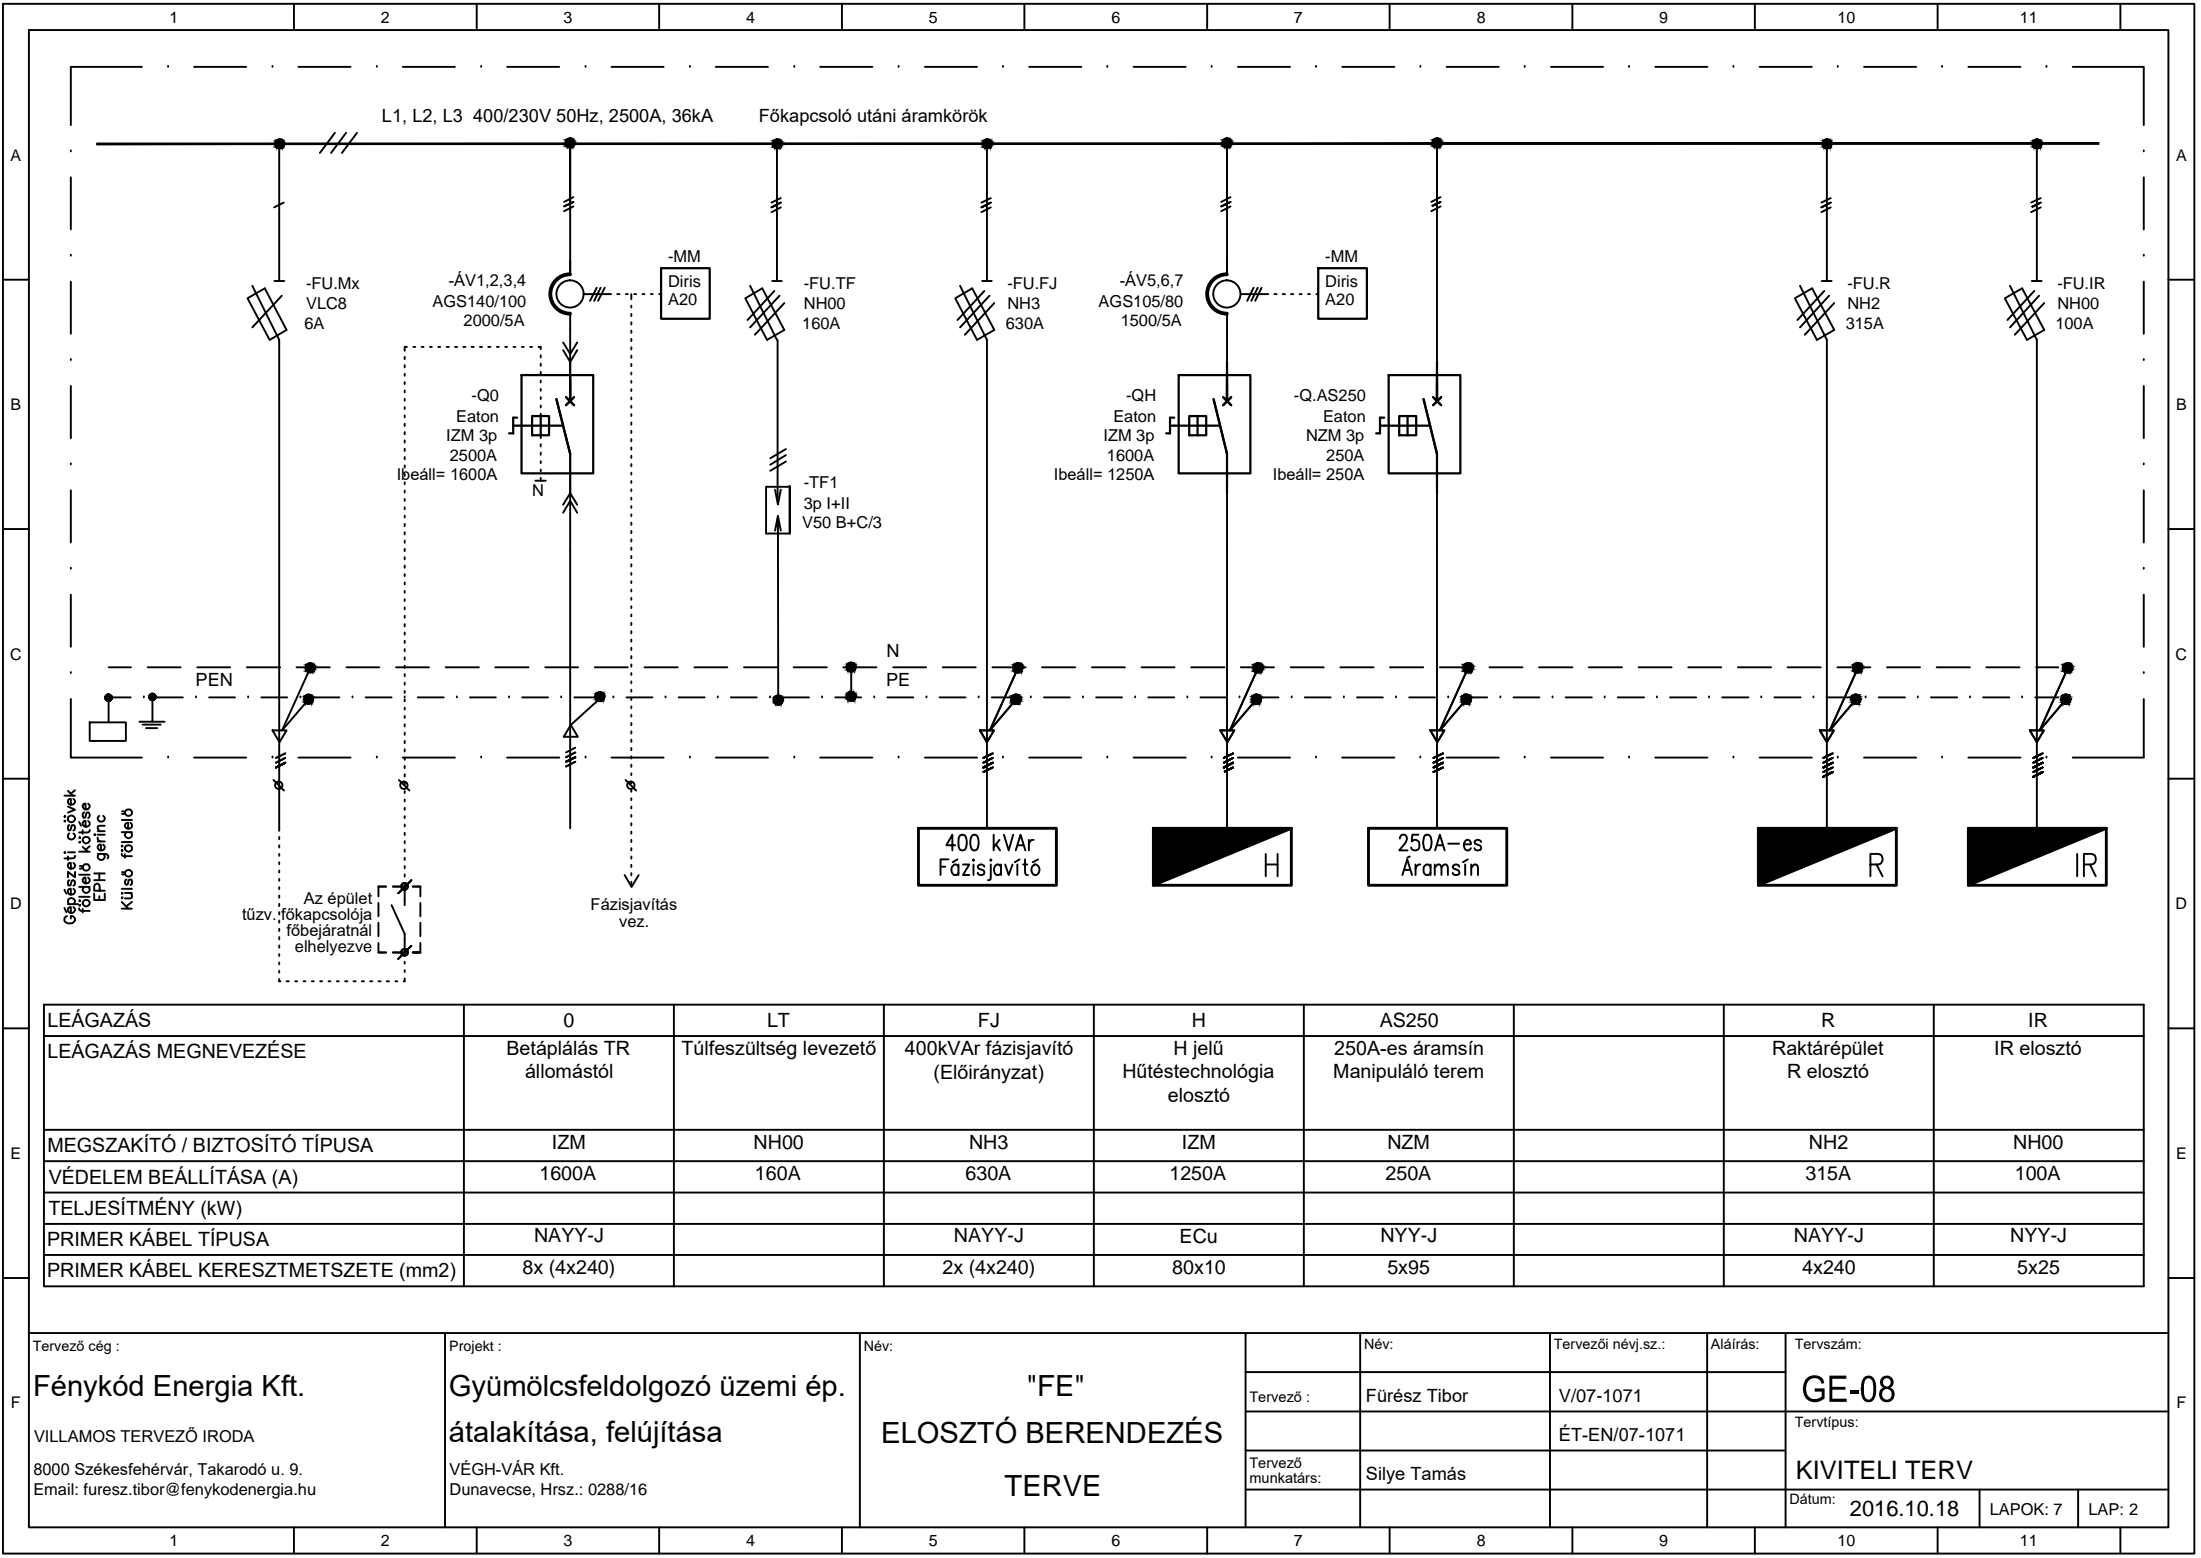 1 2 3 4 5 6 7 8 9 10 11
L1, L2, L3 400/230V 50Hz, 2500A, 36kA Főkapcsoló utáni áramkörök
A A
-FU.Mx
VLC8
6A
-ÁV1,2,3,4
AGS140/100
2000/5A
-MM
Diris
A20
-FU.TF
NH00
160A
-FU.FJ
NH3
630A
-ÁV5,6,7
AGS105/80
1500/5A
-MM
Diris
A20
-FU.R
NH2
315A
-FU.IR
NH00
100A
B B
-Q0
Eaton
IZM 3p
2500A
Ibeáll= 1600A
N
-TF1
3p I+II
V50 B+C/3
-QH
Eaton
IZM 3p
1600A
Ibeáll= 1250A
-Q.AS250
Eaton
NZM 3p
250A
Ibeáll= 250A
C C
N
PEN
PE
Gépészeti csövek
földelő kötése
EPH gerinc
Külső földelő
D D
Az épület
tűzv. főkapcsolója
főbejáratnál
elhelyezve
Fázisjavítás
vez.
400 kVAr
Fázisjavító
H
250A-es
Áramsín
R
IR
LEÁGAZÁS 0 LT FJ H AS250 R IR
LEÁGAZÁS MEGNEVEZÉSE
Betáplálás TR
állomástól
Túlfeszültség levezető
400kVAr fázisjavító
(Előirányzat)
H jelű
Hűtéstechnológia
elosztó
250A-es áramsín
Manipuláló terem
Raktárépület
R elosztó
IR elosztó
E E
MEGSZAKÍTÓ / BIZTOSÍTÓ TÍPUSA IZM NH00 NH3 IZM NZM NH2 NH00
VÉDELEM BEÁLLÍTÁSA (A) 1600A 160A 630A 1250A 250A 315A 100A
TELJESÍTMÉNY (kW)
PRIMER KÁBEL TÍPUSA NAYY-J NAYY-J ECu NYY-J NAYY-J NYY-J
PRIMER KÁBEL KERESZTMETSZETE (mm2) 8x (4x240) 2x (4x240) 80x10 5x95 4x240 5x25
F F
Tervező cég :
Fénykód Energia Kft.
VILLAMOS TERVEZŐ IRODA
8000 Székesfehérvár, Takarodó u. 9.
Email: furesz.tibor@fenykodenergia.hu
Projekt :
Gyümölcsfeldolgozó üzemi ép.
átalakítása, felújítása
VÉGH-VÁR Kft.
Dunavecse, Hrsz.: 0288/16
Név:
"FE"
ELOSZTÓ BERENDEZÉS
TERVE
Név: Tervezői névj.sz.: Aláírás:
Tervező : Fürész Tibor V/07-1071
ÉT-EN/07-1071
Tervező
munkatárs:
Silye Tamás
Tervszám:
GE-08
Tervtípus:
KIVITELI TERV
Dátum: 2016.10.18 LAPOK: 7 LAP: 2
1 2 3 4 5 6 7 8 9 10 11